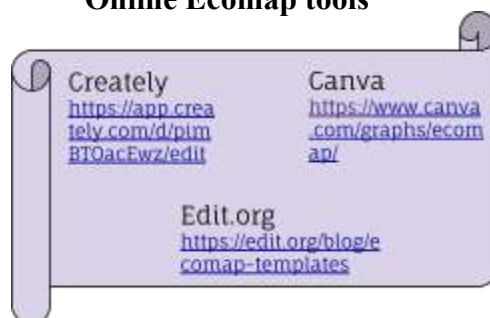 Online Ecomap tools
Creately
https://app.crea
tely.com/d/pim
BTOacEwz/edit
Canva
https://www.canva
.com/graphs/ecom
ap/
Edit.org
https://edit.org/blog/e
comap-templates